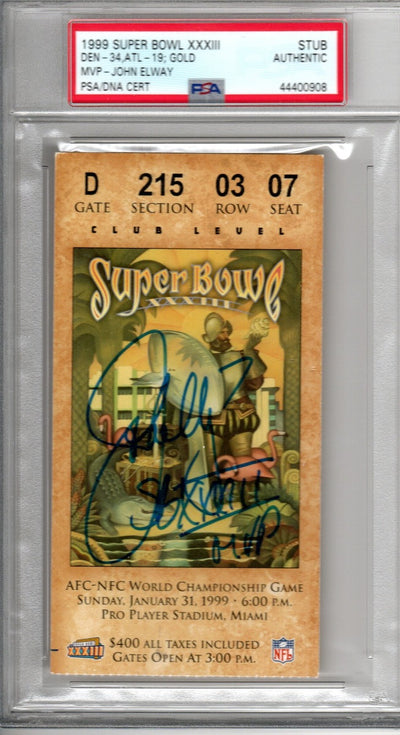 1999 SUPER BOWL XXXIII STUB
DEN-34,ATL-19; GOLD AUTHENTIC
MVP-JOHN ELWAY
PSA/DNA CERT PSA 44400908
D 215 03 07
GATE SECTION ROW SEAT
CLUB LEVEL
SUPER BOWL
XXXIII
SB XXXIII
MVP
AFC-NFC WORLD CHAMPIONSHIP GAME
SUNDAY, JANUARY 31, 1999 • 6:00 P.M.
PRO PLAYER STADIUM, MIAMI
XXXIII $400 ALL TAXES INCLUDED NFL
GATES OPEN AT 3:00 P.M.